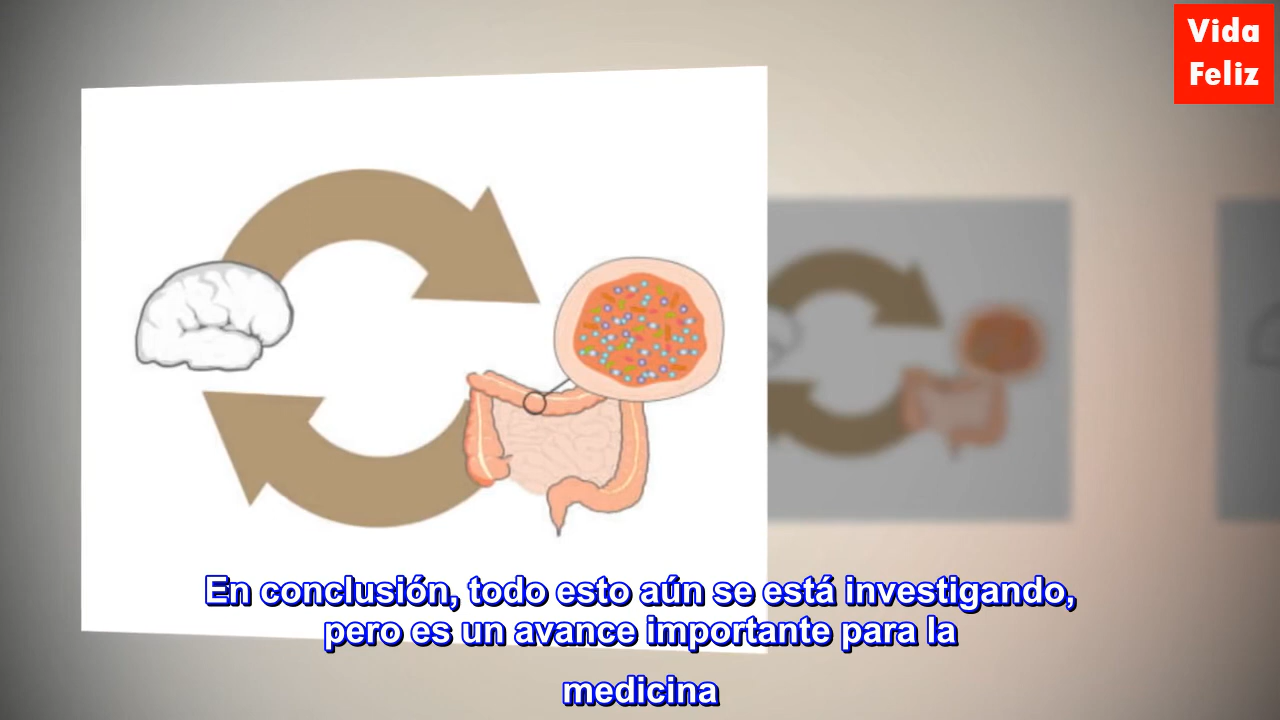 Vida
Feliz
En conclusión, todo esto aún se está investigando,
pero es un avance importante para la
medicina